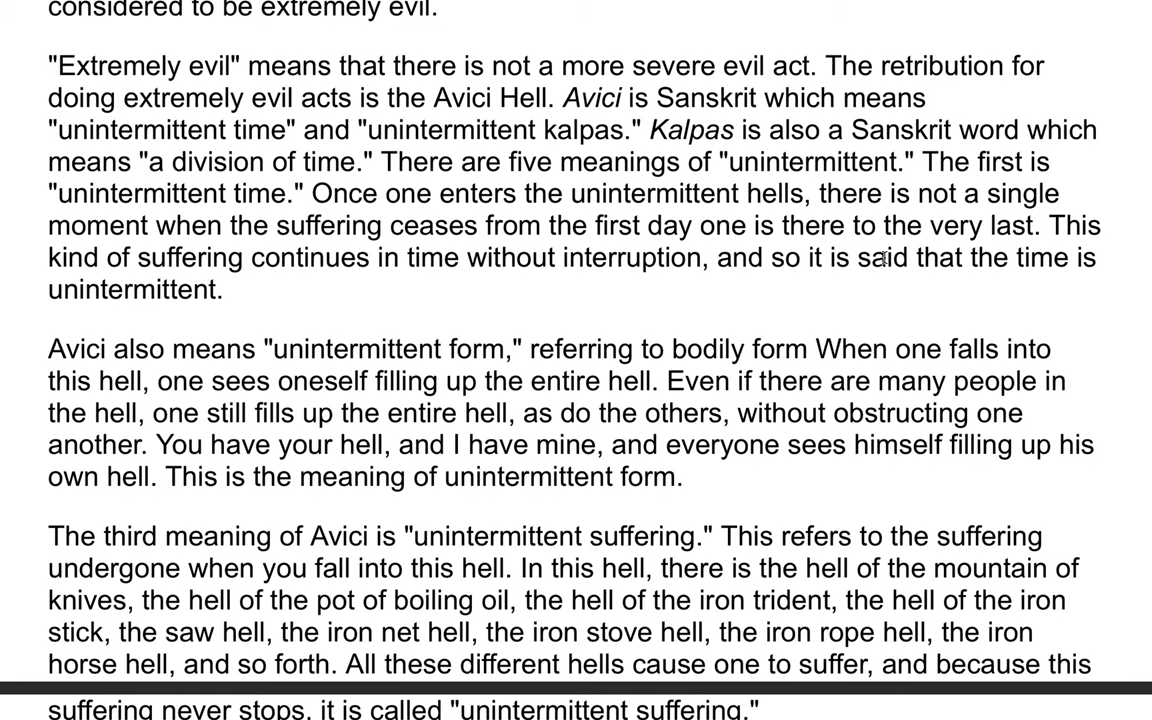 considered to be extremely evil.
"Extremely evil" means that there is not a more severe evil act. The retribution for
doing extremely evil acts is the Avici Hell. Avici is Sanskrit which means
"unintermittent time" and "unintermittent kalpas." Kalpas is also a Sanskrit word which
means "a division of time." There are five meanings of "unintermittent." The first is
"unintermittent time." Once one enters the unintermittent hells, there is not a single
moment when the suffering ceases from the first day one is there to the very last. This
kind of suffering continues in time without interruption, and so it is said that the time is
unintermittent.
Avici also means "unintermittent form," referring to bodily form When one falls into
this hell, one sees oneself filling up the entire hell. Even if there are many people in
the hell, one still fills up the entire hell, as do the others, without obstructing one
another. You have your hell, and I have mine, and everyone sees himself filling up his
own hell. This is the meaning of unintermittent form.
The third meaning of Avici is "unintermittent suffering." This refers to the suffering
undergone when you fall into this hell. In this hell, there is the hell of the mountain of
knives, the hell of the pot of boiling oil, the hell of the iron trident, the hell of the iron
stick, the saw hell, the iron net hell, the iron stove hell, the iron rope hell, the iron
horse hell, and so forth. All these different hells cause one to suffer, and because this
suffering never stops, it is called "unintermittent suffering."